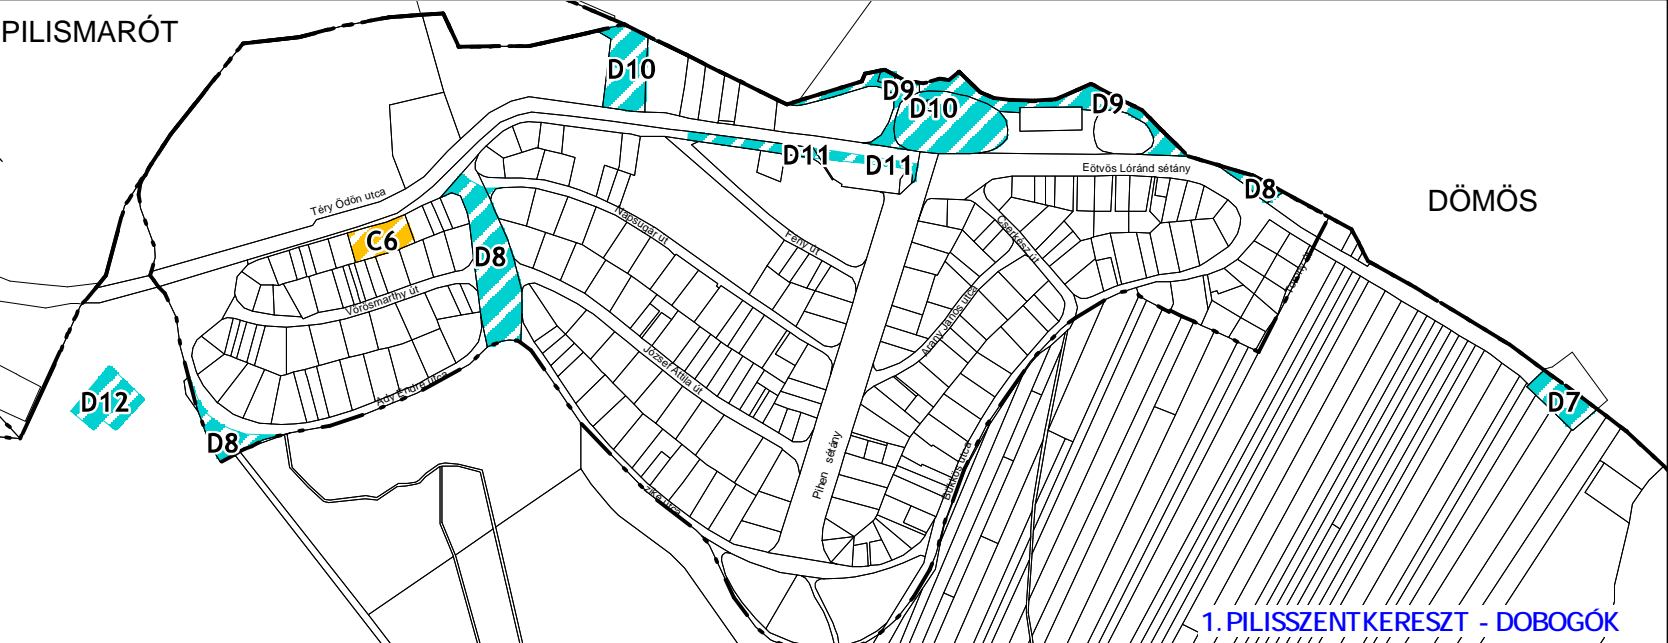 PILISMARÓT
D10
D9
D10
D9
D11
D11
Eötvös Lóránd sétány
D8
DÖMÖS
Téry Ödön utca
C6
Napsugár út
Fény út
Cserkész út
D8
Vörösmarthy út
Arany János utca
József Attila út
Ady Endre utca
D12
D8
D7
Pihen sétány
Bükkös utca
1. PILISSZENTKERESZT - DOBOGÓK